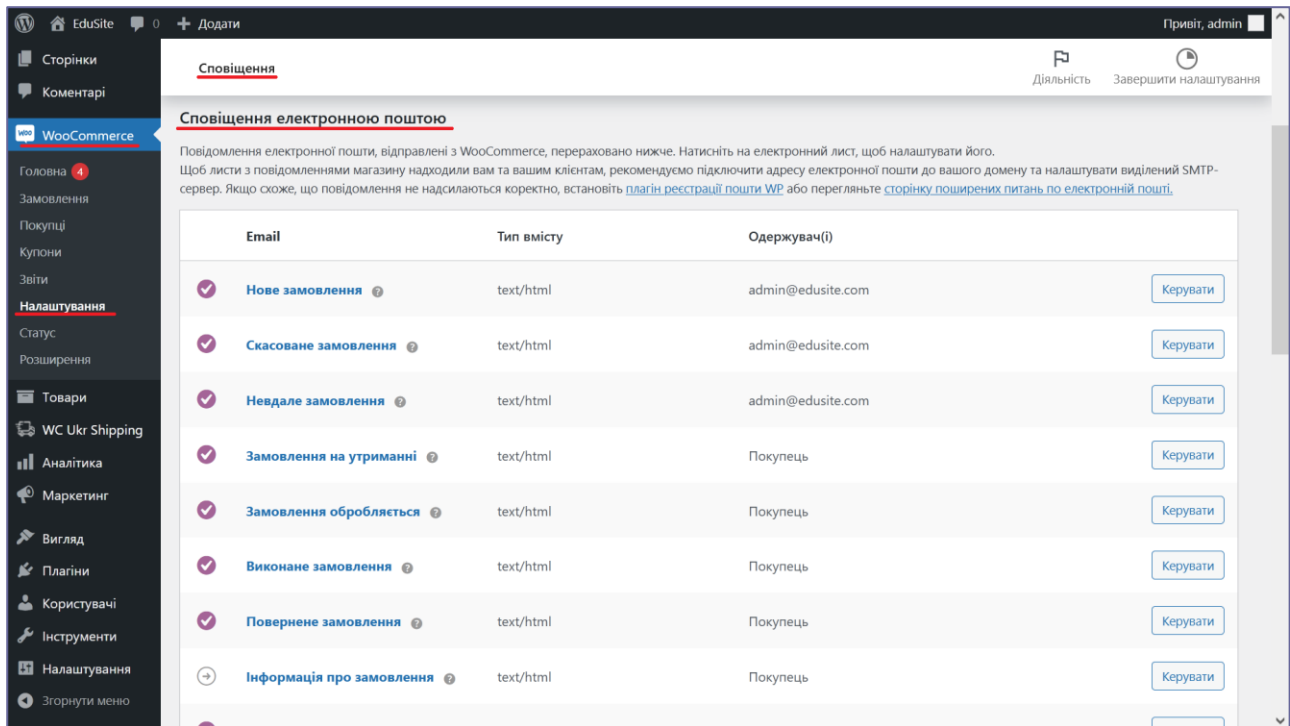 EduSite 0 Додати Привіт, admin
Сторінки
Коментарі
WooCommerce
Головна 4
Замовлення
Покупці
Купони
Звіти
Налаштування
Статус
Розширення
Товари
WC Ukr Shipping
Аналітика
Маркетинг
Вигляд
Плагіни
Користувачі
Інструменти
Налаштування
Згорнути меню
Сповіщення
Діяльність Завершити налаштування
Сповіщення електронною поштою
Повідомлення електронної пошти, відправлені з WooCommerce, перераховано нижче. Натисніть на електронний лист, щоб налаштувати його.
Щоб листи з повідомленнями магазину надходили вам та вашим клієнтам, рекомендуємо підключити адресу електронної пошти до вашого домену та налаштувати виділений SMTP-
сервер. Якщо схоже, що повідомлення не надсилаються коректно, встановіть плагін реєстрації пошти WP або перегляньте сторінку поширених питань по електронній пошті.
Email Тип вмісту Одержувач(і)
Нове замовлення text/html admin@edusite.com Керувати
Скасоване замовлення text/html admin@edusite.com Керувати
Невдале замовлення text/html admin@edusite.com Керувати
Замовлення на утриманні text/html Покупець Керувати
Замовлення обробляється text/html Покупець Керувати
Виконане замовлення text/html Покупець Керувати
Повернене замовлення text/html Покупець Керувати
Інформація про замовлення text/html Покупець Керувати